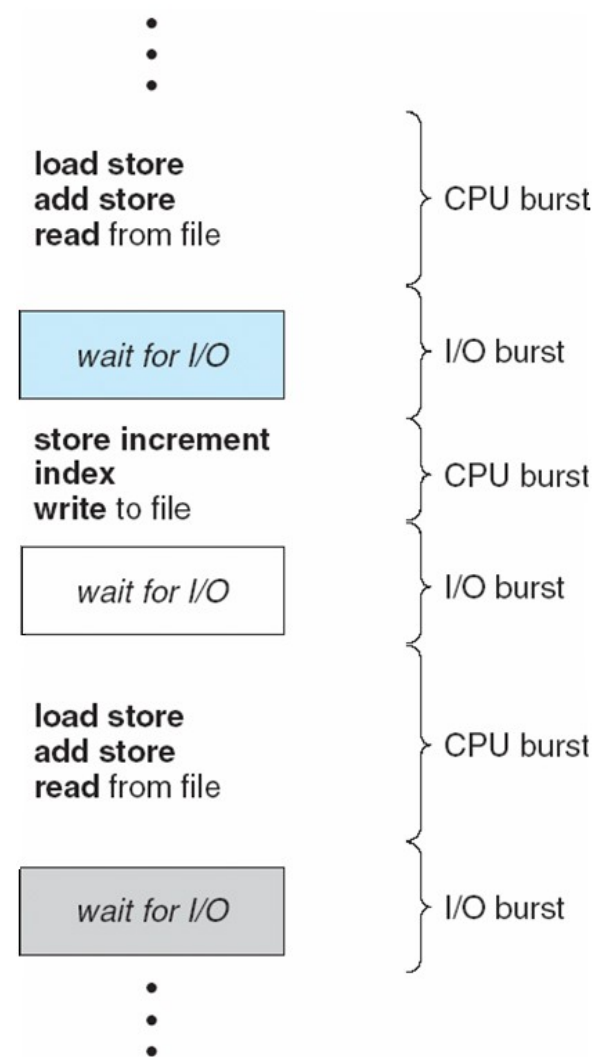 load store
add store
read from file
CPU burst
wait for I/O
I/O burst
store increment
index
write to file
CPU burst
wait for I/O
I/O burst
load store
add store
read from file
CPU burst
wait for I/O
I/O burst